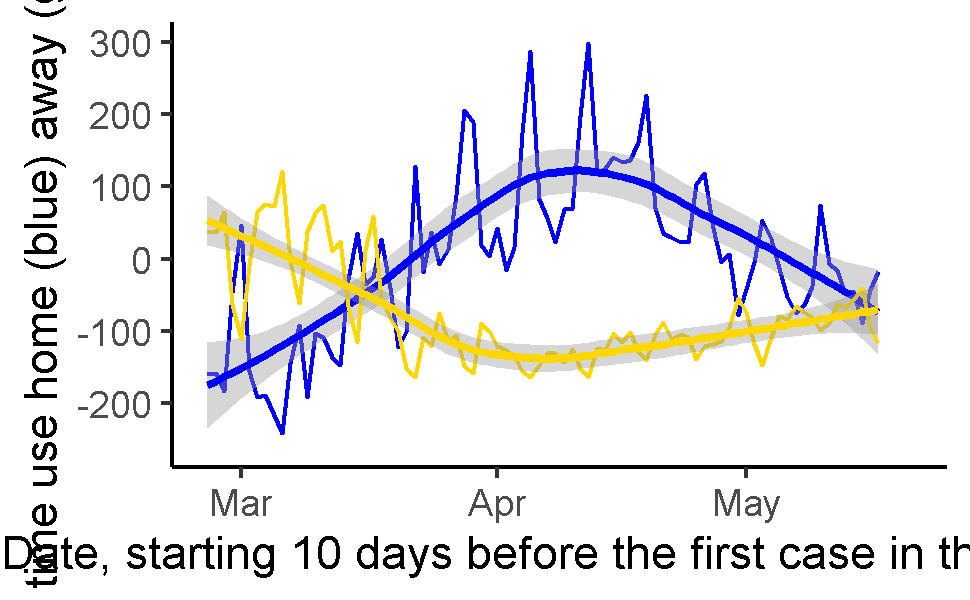 time use home (blue) away (
300
200
100
0
-100
-200
Mar Apr May
Date, starting 10 days before the first case in th